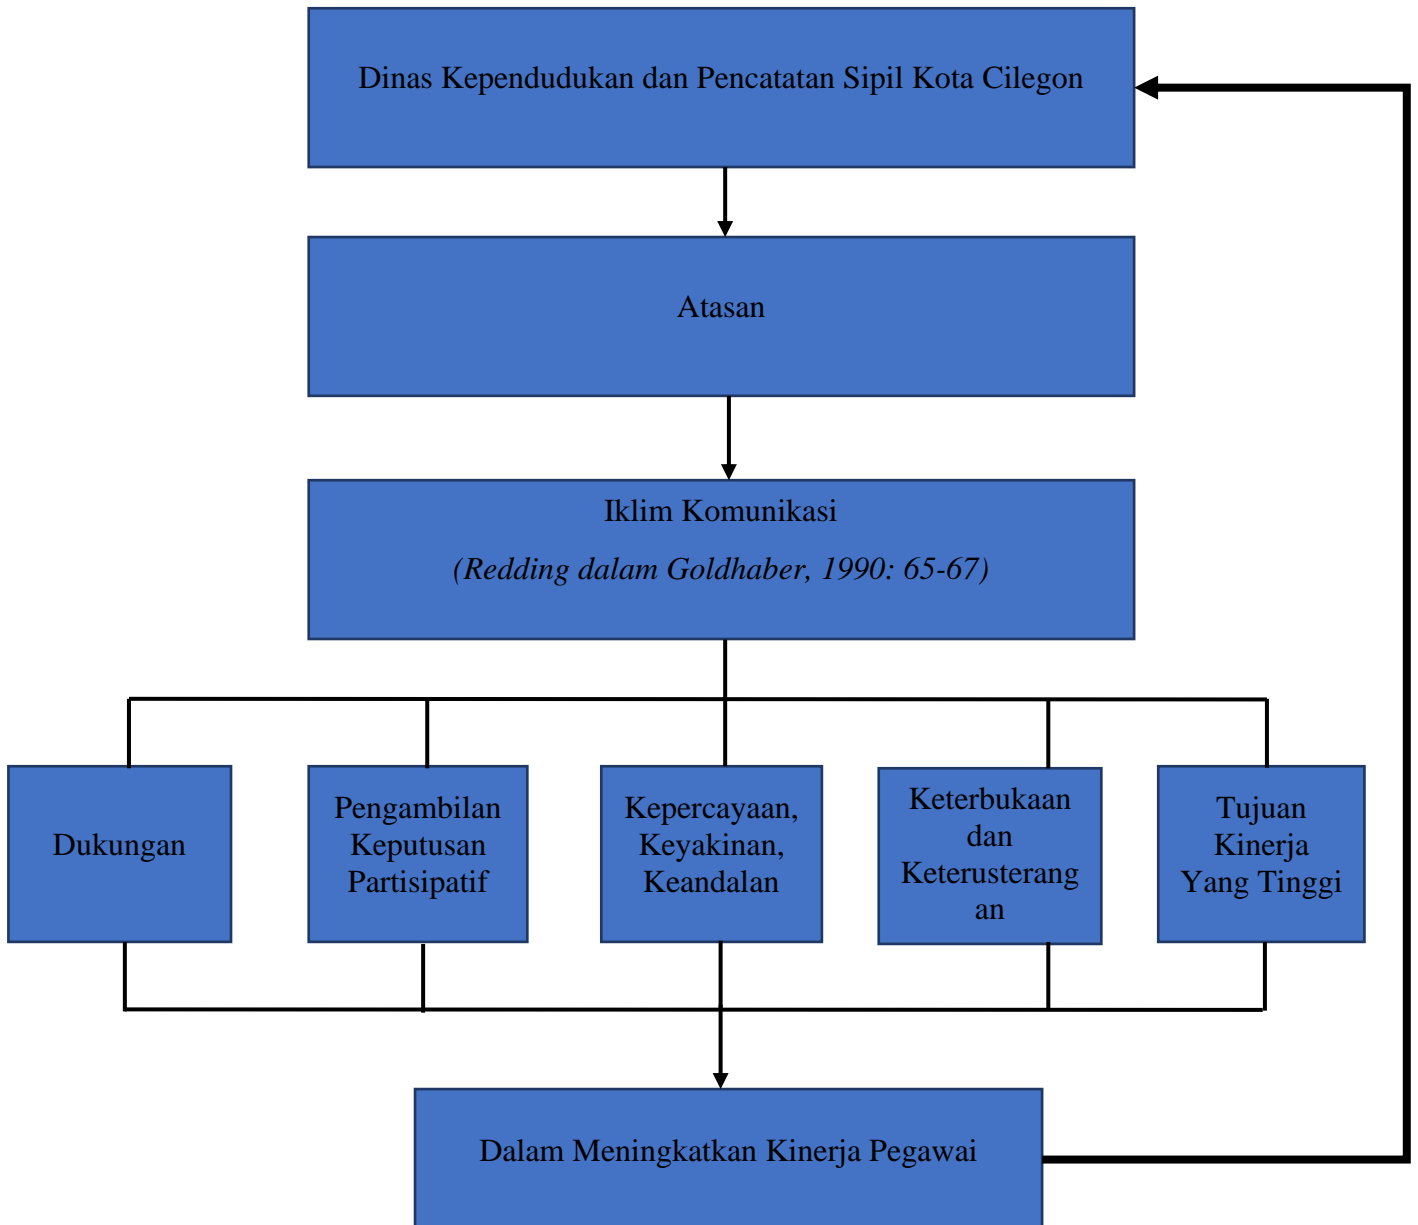 Dinas Kependudukan dan Pencatatan Sipil Kota Cilegon
Atasan
Iklim Komunikasi
(Redding dalam Goldhaber, 1990: 65-67)
Dukungan
Pengambilan
Keputusan
Partisipatif
Kepercayaan,
Keyakinan,
Keandalan
Keterbukaan
dan
Keterusterang
an
Tujuan
Kinerja
Yang Tinggi
Dalam Meningkatkan Kinerja Pegawai